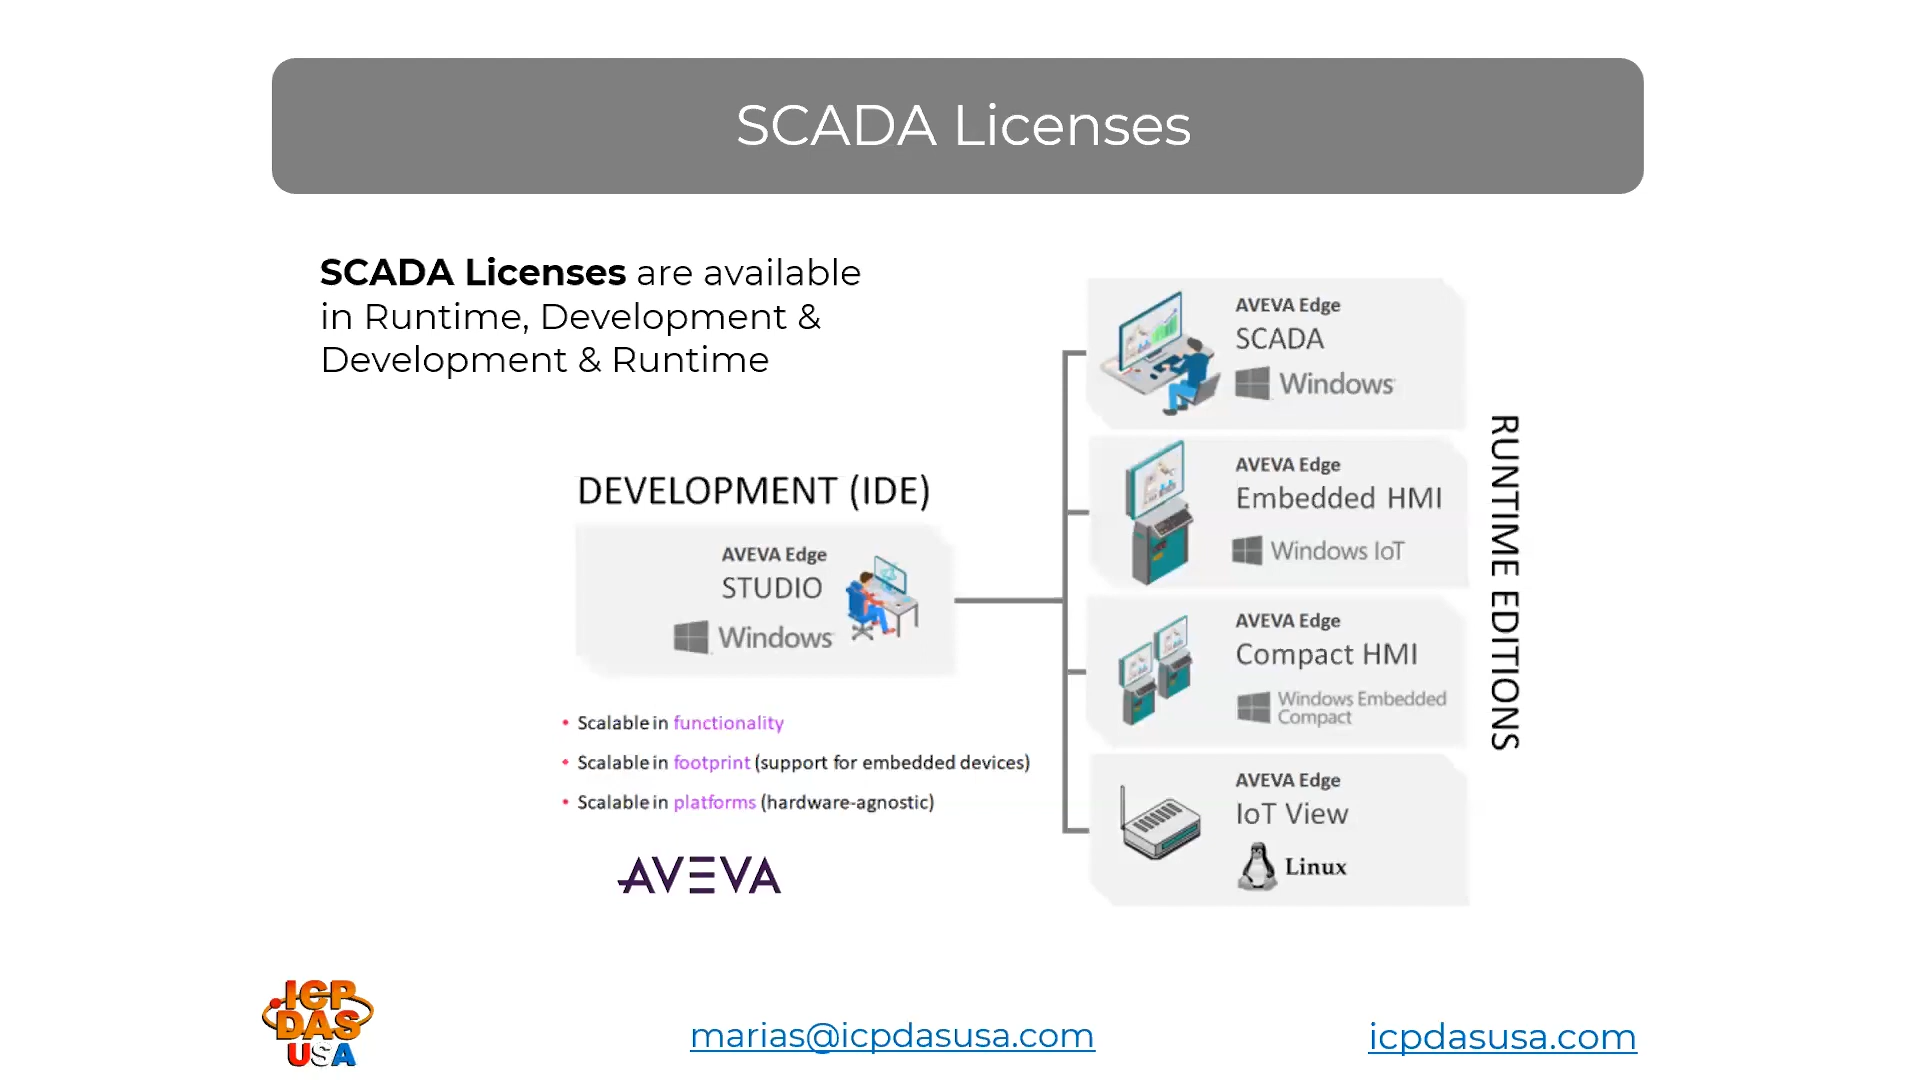 SCADA Licenses
SCADA Licenses are available
in Runtime, Development &
Development & Runtime
DEVELOPMENT (IDE)
AVEVA Edge
STUDIO
Windows
• Scalable in functionality
• Scalable in footprint (support for embedded devices)
• Scalable in platforms (hardware-agnostic)
AVEVA
AVEVA Edge
SCADA
Windows
AVEVA Edge
Embedded HMI
Windows IoT
AVEVA Edge
Compact HMI
Windows Embedded
Compact
AVEVA Edge
IoT View
Linux
RUNTIME EDITIONS
ICP
DAS
USA
marias@icpdasusa.com
icpdasusa.com